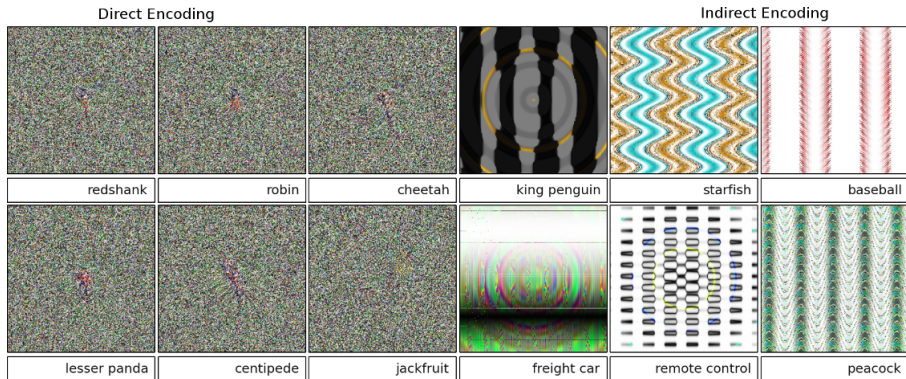 Direct Encoding
Indirect Encoding
redshank
robin
cheetah
king penguin
starfish
baseball
lesser panda
centipede
jackfruit
freight car
remote control
peacock